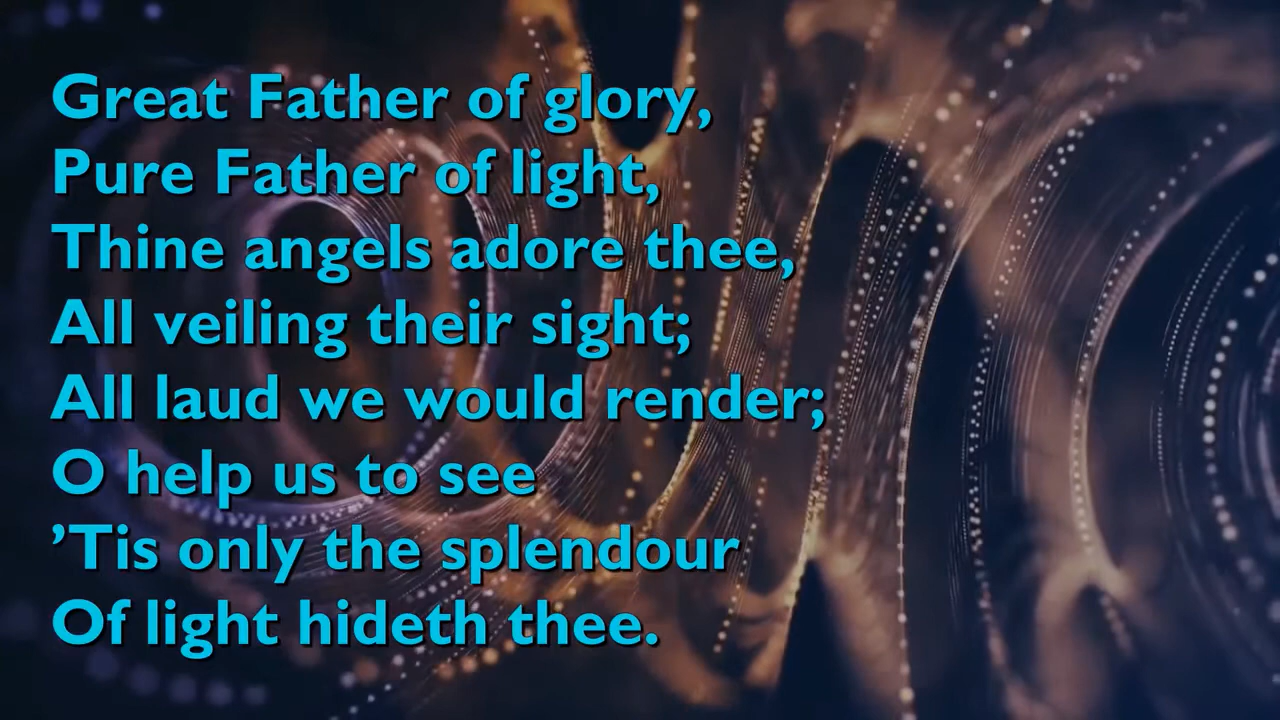 Great Father of glory,
Pure Father of light,
Thine angels adore thee,
All veiling their sight;
All laud we would render;
O help us to see
’Tis only the splendour
Of light hideth thee.